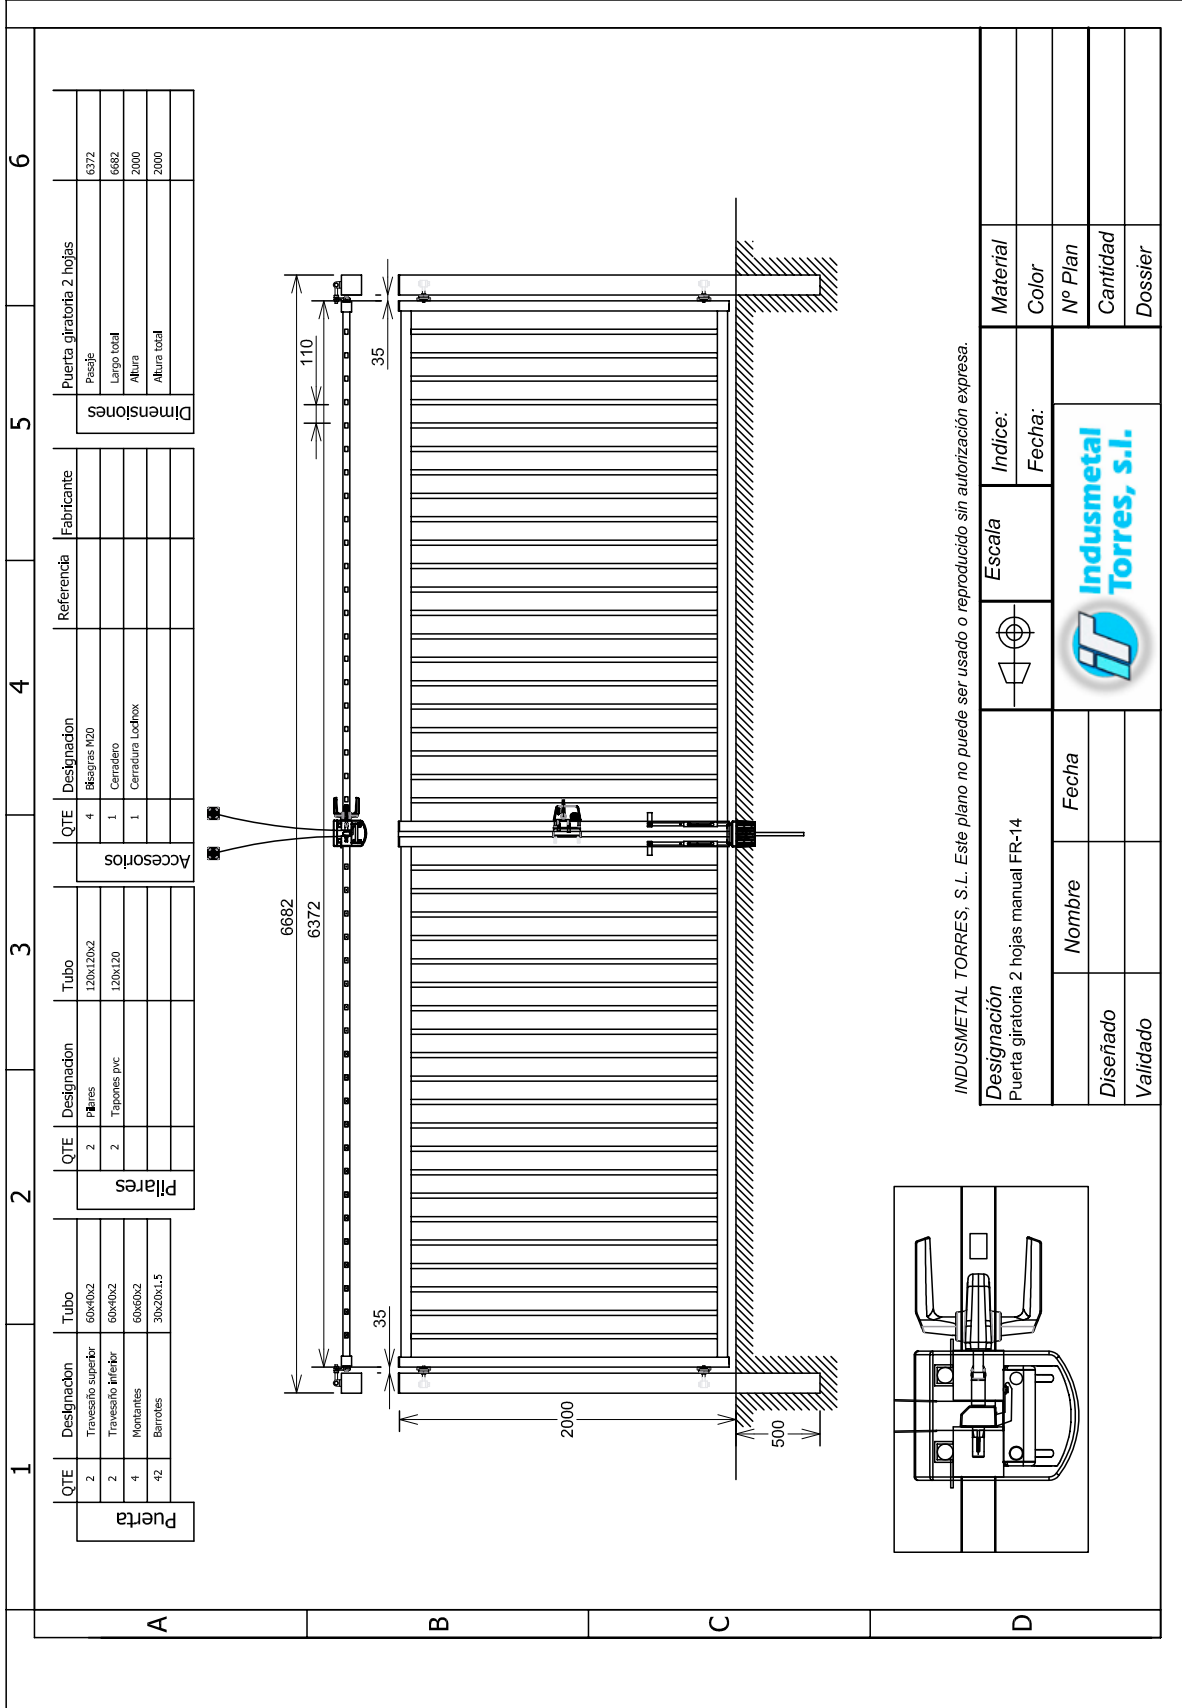 1
2
3
4
5
6
A
B
C
D
Puerta
QTE Designacion Tubo
2 Travesaño superior 60x40x2
2 Travesaño inferior 60x40x2
4 Montantes 60x60x2
42 Barrotes 30x20x1.5
Pilares
QTE Designacion Tubo
2 Pilares 120x120x2
2 Tapones pvc 120x120
Accesorios
QTE Designacion Referencia Fabricante
4 Bisagras M20
1 Cerradero
1 Cerradura Locinox
Dimensiones
Puerta giratoria 2 hojas
Pasaje 6372
Largo total 6682
Altura 2000
Altura total 2000
6682
6372
110
35
35
2000
500
INDUSMETAL TORRES, S.L. Este plano no puede ser usado o reproducido sin autorización expresa.
Designación
Puerta giratoria 2 hojas manual FR-14
Escala
Indice:
Fecha:
Material
Color
Nº Plan
Cantidad
Dossier
Nombre Fecha
Diseñado
Validado
iT
Indusmetal
Torres, s.l.